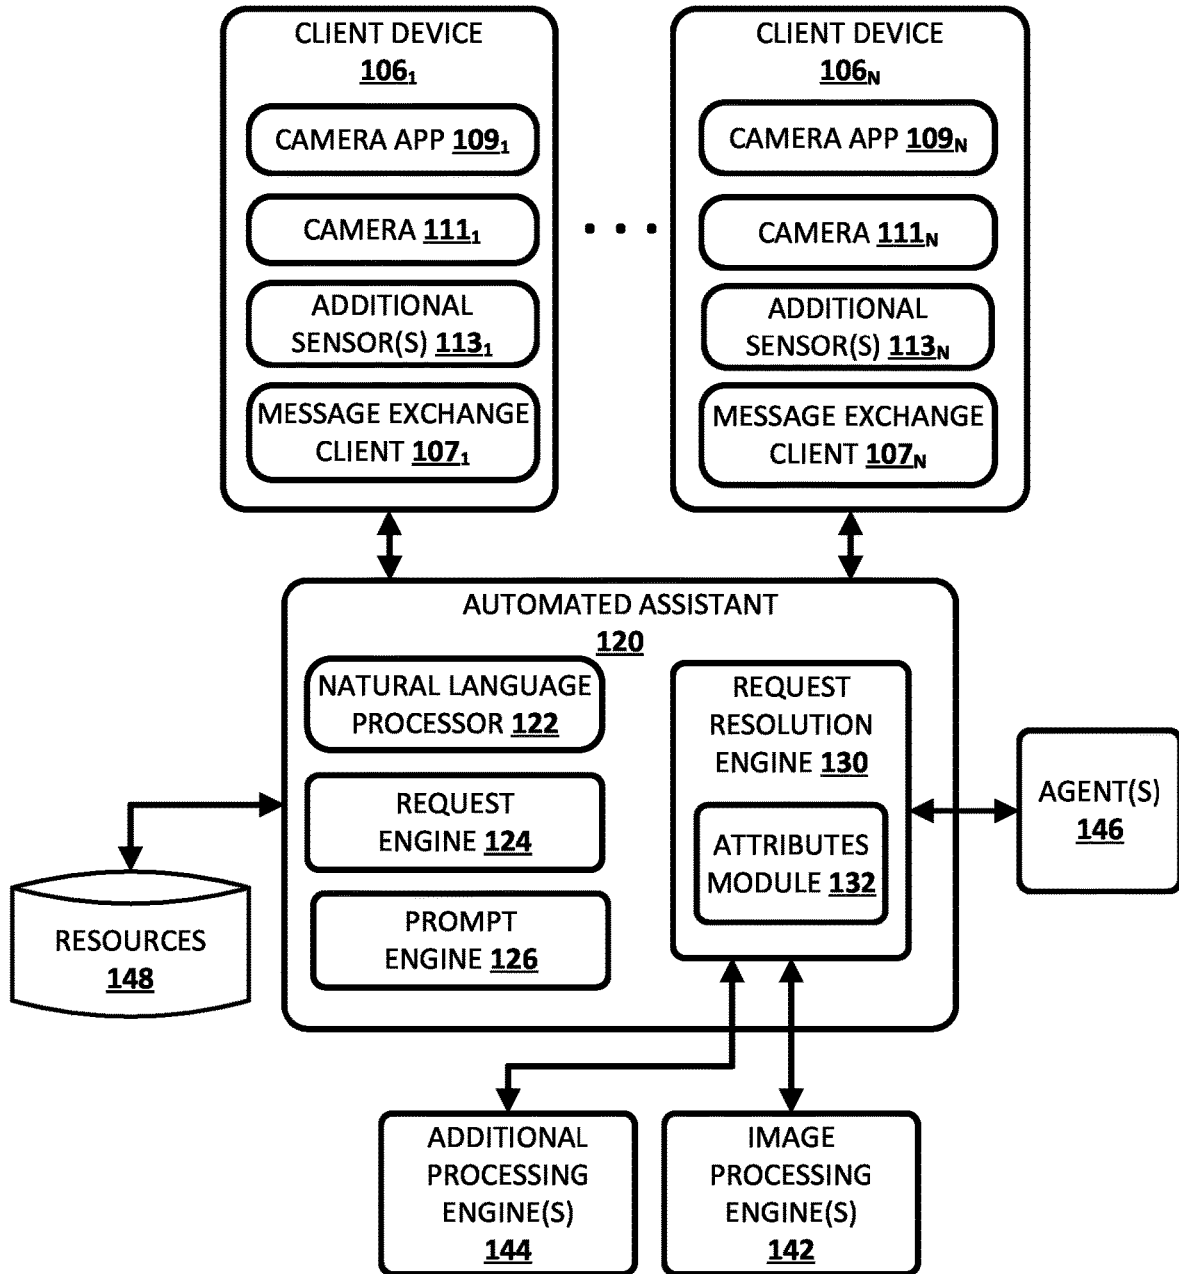 CLIENT DEVICE
106₁
CAMERA APP 109₁
CAMERA 111₁
ADDITIONAL
SENSOR(S) 113₁
MESSAGE EXCHANGE
CLIENT 107₁
. . .
CLIENT DEVICE
106N
CAMERA APP 109N
CAMERA 111N
ADDITIONAL
SENSOR(S) 113N
MESSAGE EXCHANGE
CLIENT 107N
AUTOMATED ASSISTANT
120
NATURAL LANGUAGE
PROCESSOR 122
REQUEST
ENGINE 124
PROMPT
ENGINE 126
REQUEST
RESOLUTION
ENGINE 130
ATTRIBUTES
MODULE 132
AGENT(S)
146
RESOURCES
148
ADDITIONAL
PROCESSING
ENGINE(S)
144
IMAGE
PROCESSING
ENGINE(S)
142